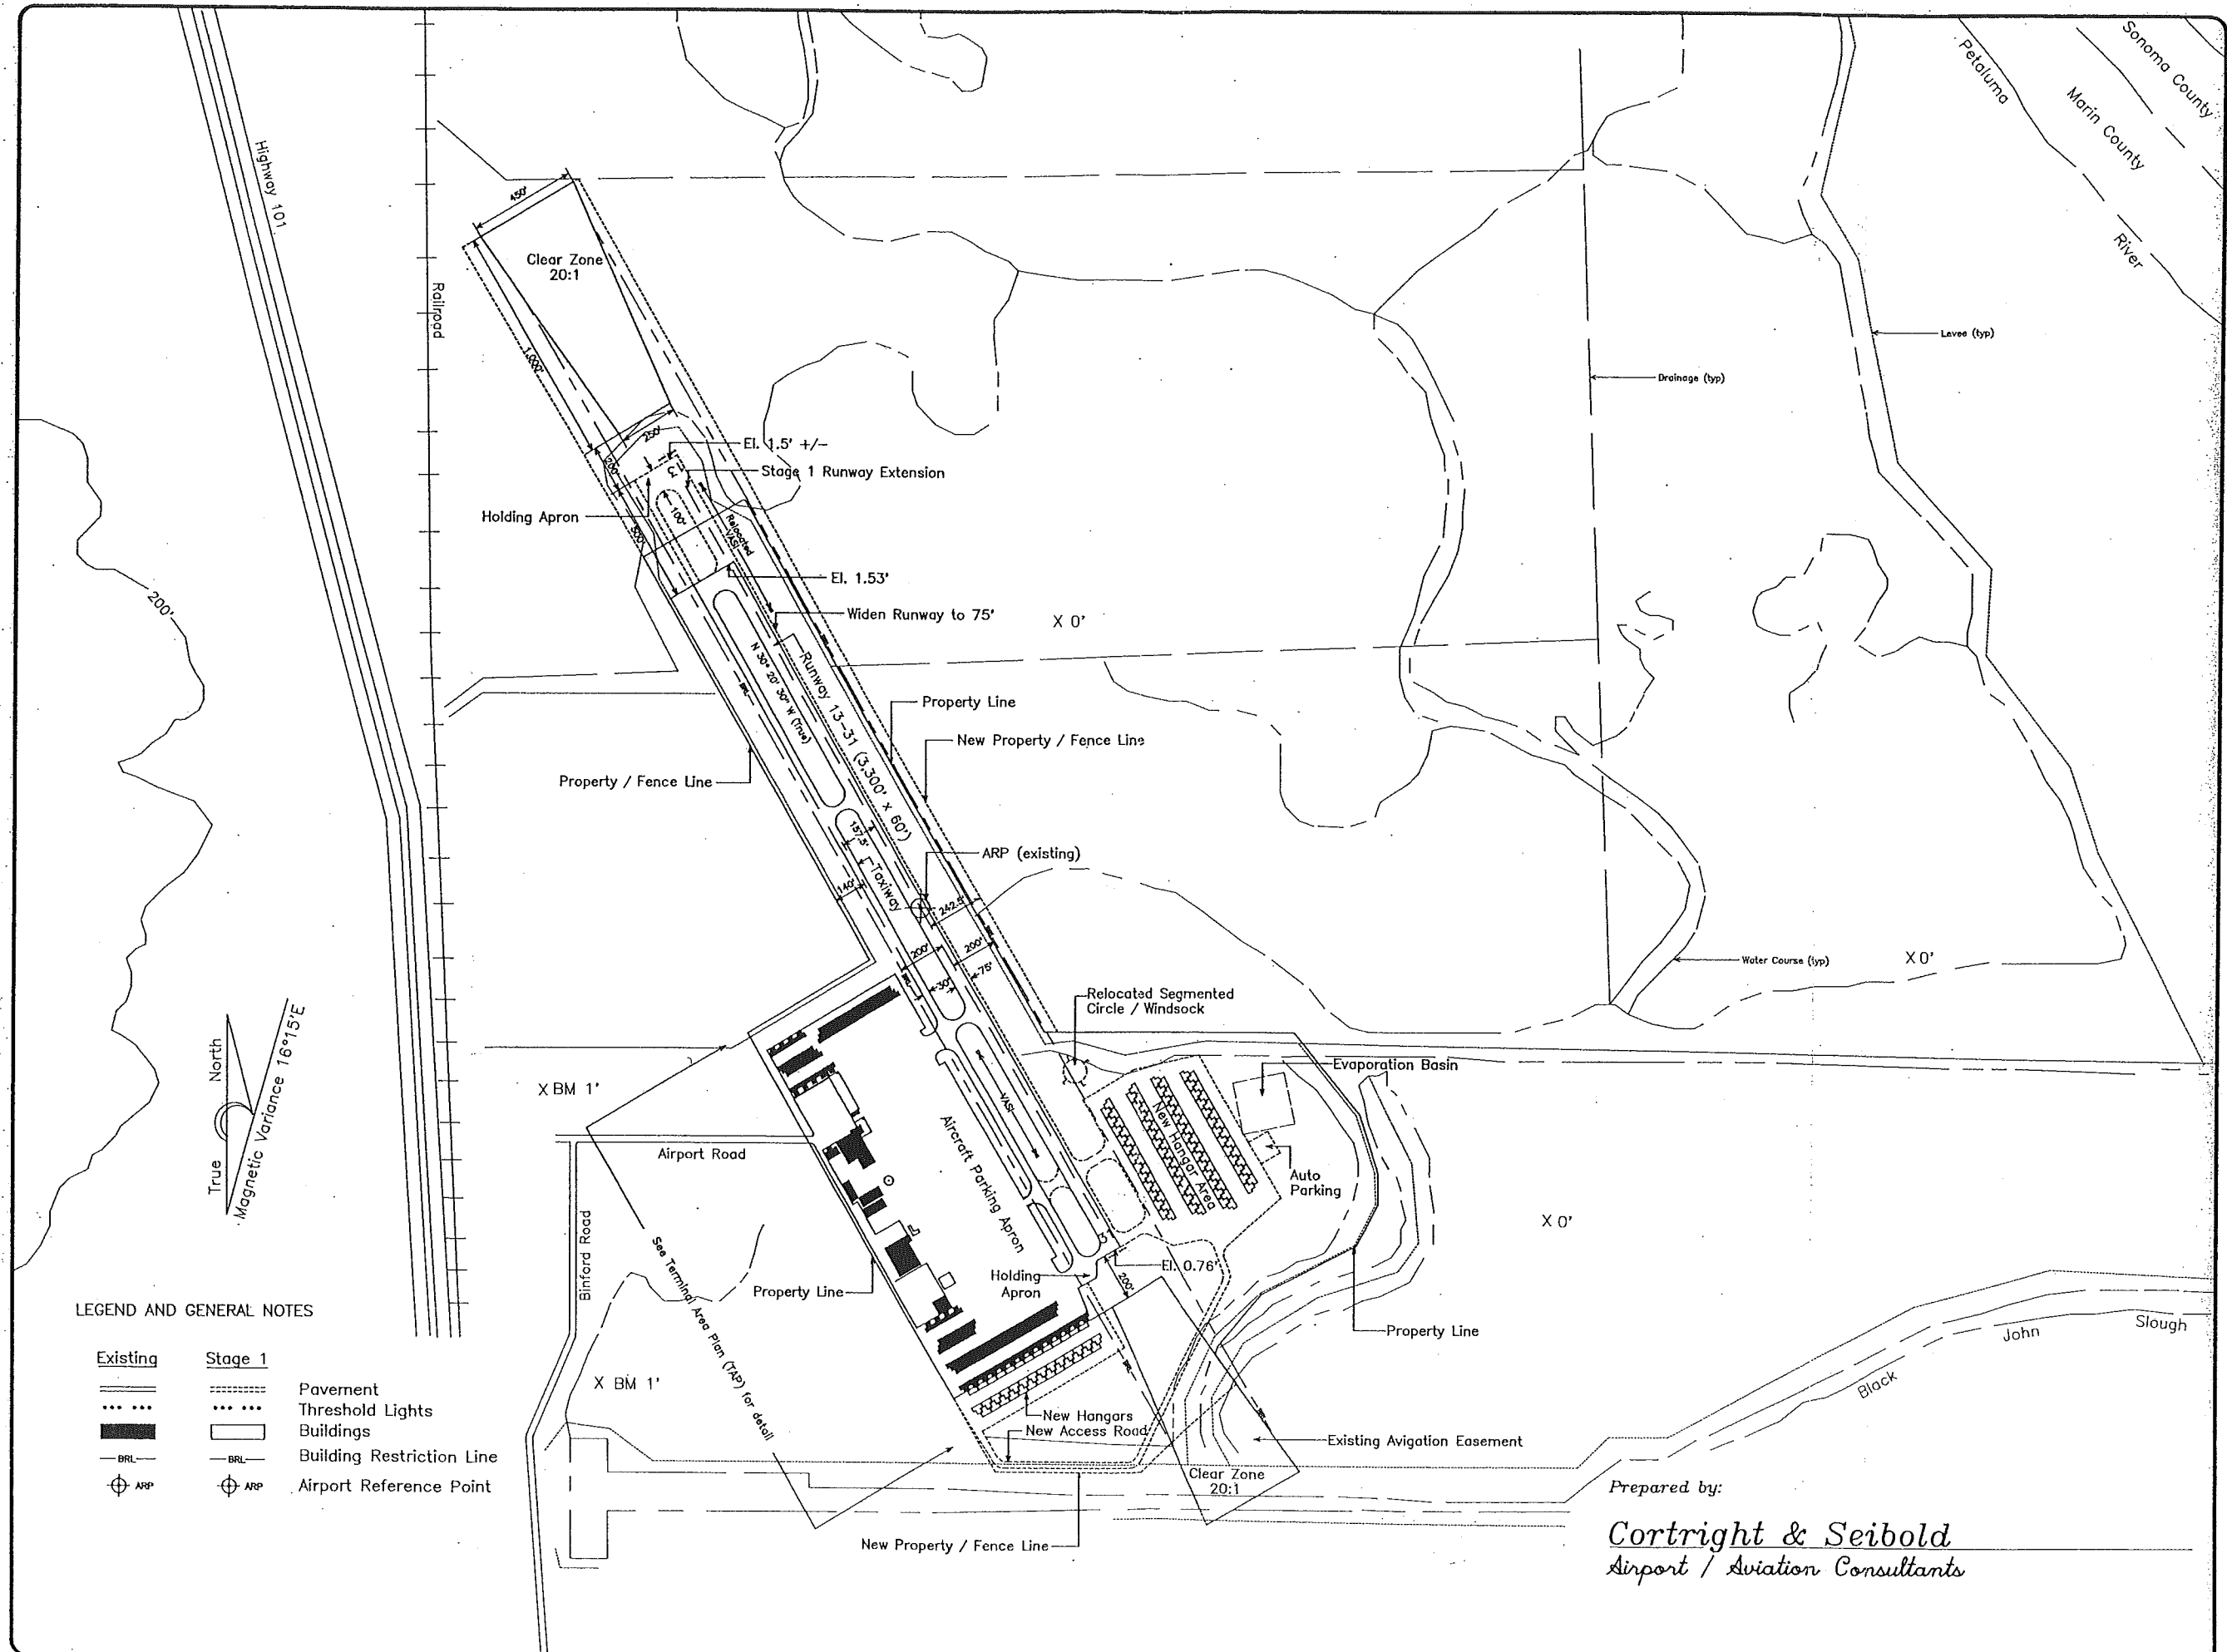 Sonoma County
Petaluma
Marin County
River
Highway 101
450'
Clear Zone
20:1
Railroad
Levee (typ)
1,000'
Drainage (typ)
250'
El. 1.5' +/-
200'
Stage 1 Runway Extension
Holding Apron
100'
Relocated
VASI
500'
El. 1.53'
200'
Widen Runway to 75'
X 0'
N 30° 20' 30" W (True)
Runway 13-31 (3,300' x 60')
BRL
Property Line
New Property / Fence Line
Property / Fence Line
157.5'
ARP (existing)
140'
Taxiway
242.5'
200'
200'
75'
30'
Water Course (typ)
X 0'
Relocated Segmented
Circle / Windsock
Evaporation Basin
True North
Magnetic Variance 16°15'E
X BM 1'
VASI
New Hangar Area
Airport Road
Aircraft Parking Apron
Auto
Parking
X 0'
Binford Road
See Terminal Area Plan (TAP) for detail
Property Line
Holding
Apron
El. 0.76'
200'
Property Line
John
Slough
Black
X BM 1'
New Hangars
New Access Road
Existing Avigation Easement
Clear Zone
20:1
New Property / Fence Line
LEGEND AND GENERAL NOTES
Existing Stage 1
Pavement
Threshold Lights
Buildings
BRL BRL Building Restriction Line
ARP ARP Airport Reference Point
Prepared by:
Cortright & Seibold
Airport / Aviation Consultants